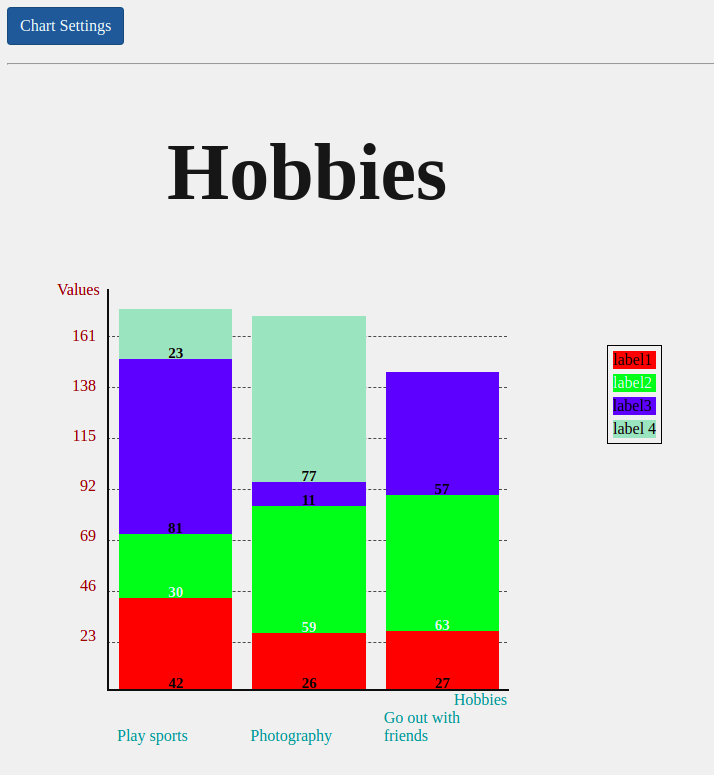 Chart Settings
Hobbies
Values
161
138
115
92
69
46
23
23
81
30
42
77
11
59
26
57
63
27
Hobbies
Play sports
Photography
Go out with
friends
label1
label2
label3
label 4